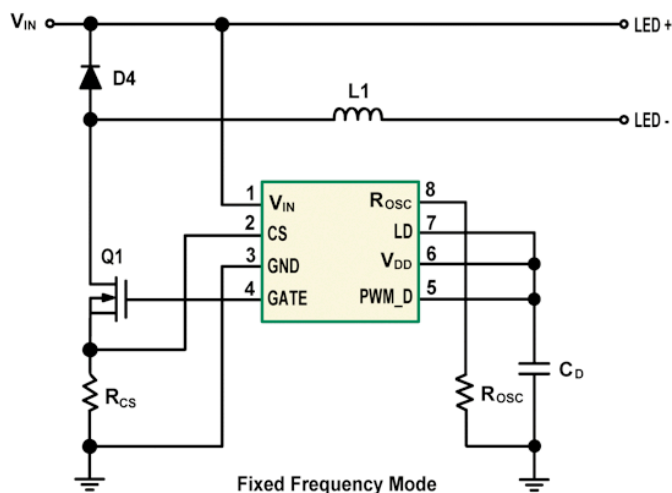 VIN
LED +
D4
L1
LED -
1
VIN
ROSC
8
2
CS
LD
7
Q1
3
GND
VDD
6
4
GATE
PWM_D
5
RCS
ROSC
CD
Fixed Frequency Mode